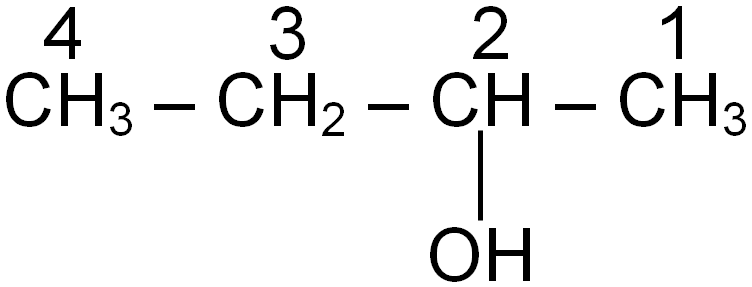 4 3 2 1
CH₃ – CH₂ – CH – CH₃
OH